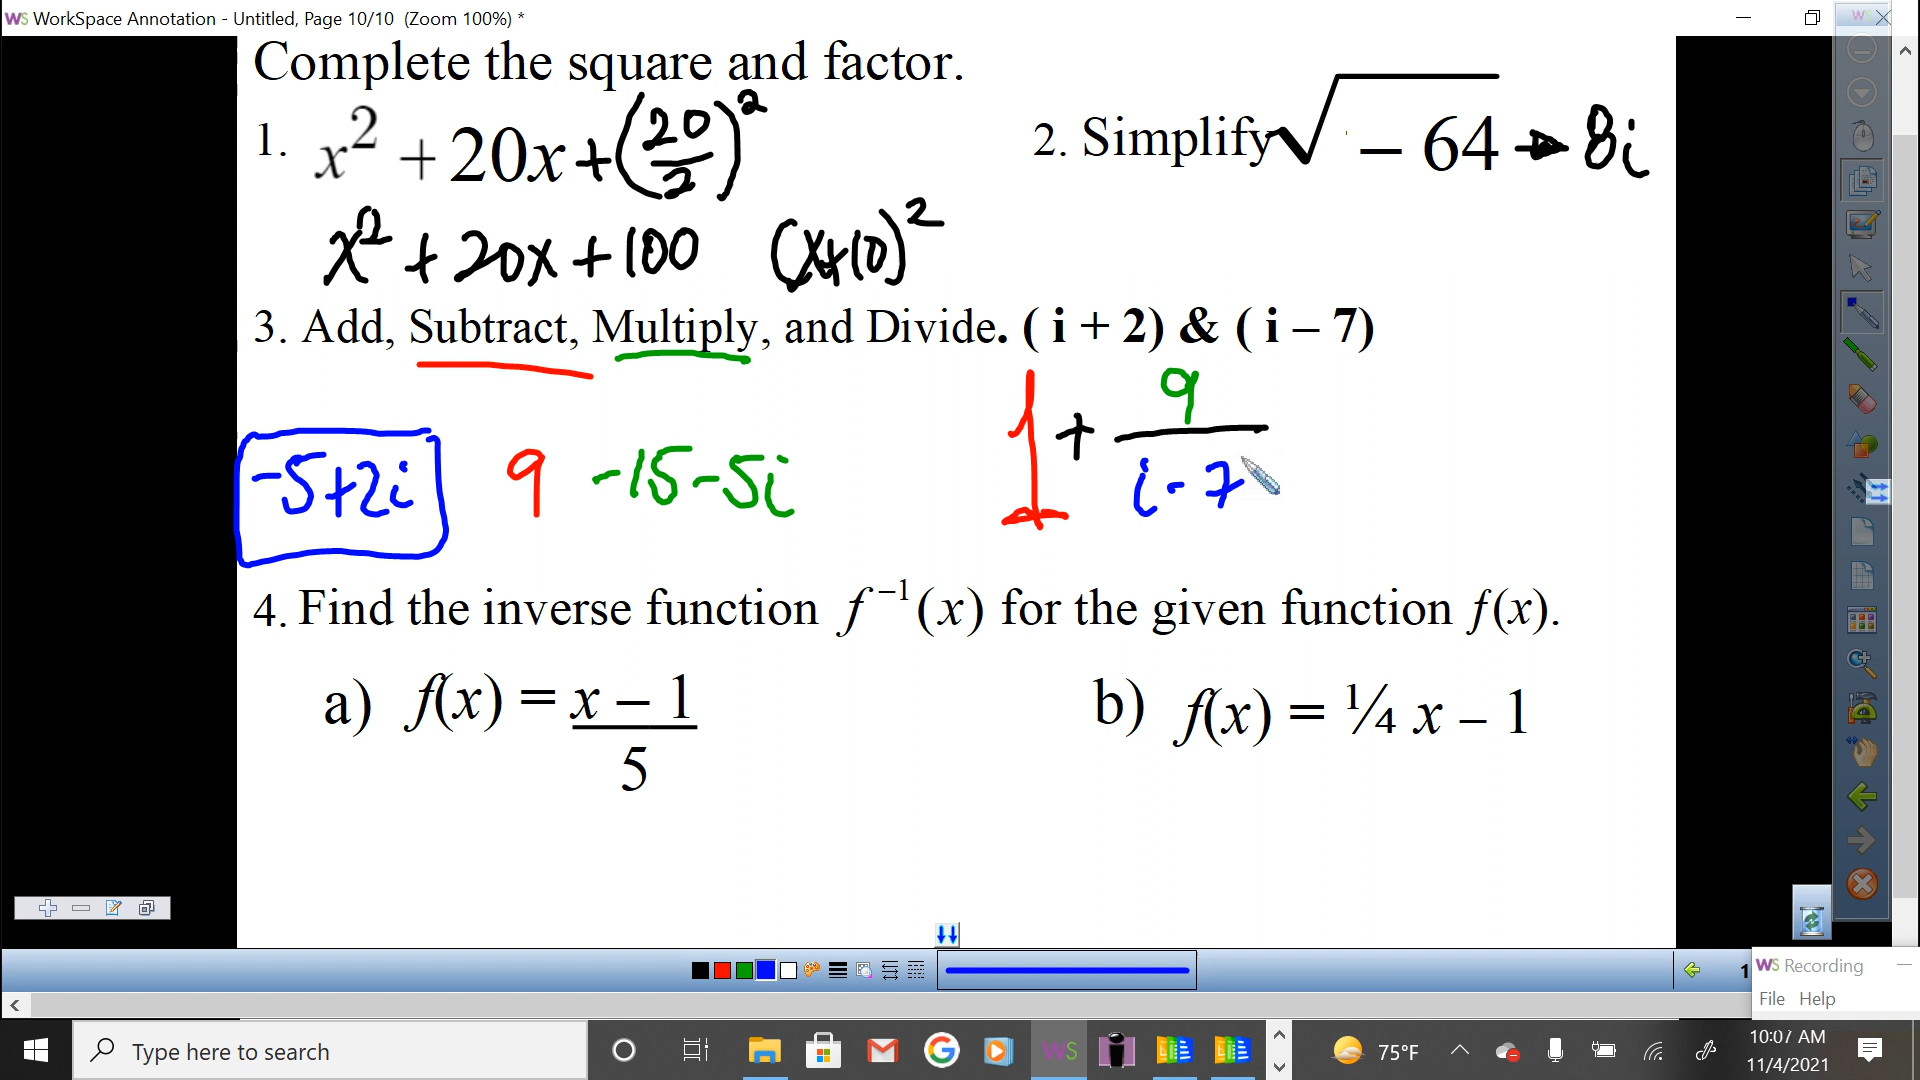 WS WorkSpace Annotation - Untitled, Page 10/10 (Zoom 100%) *
Complete the square and factor.
1. x² + 20x + (20/2)²
x² + 20x + 100 (x+10)²
2. Simplify √ – 64 → 8i
3. Add, Subtract, Multiply, and Divide. ( i + 2) & ( i – 7)
-5+2i 9 -15-5i 1 + 9/(i-7)
4. Find the inverse function f⁻¹(x) for the given function f(x).
a) f(x) = x – 1
5
b) f(x) = ¼ x – 1
1
WS Recording
File Help
Type here to search
WS
75°F
10:07 AM
11/4/2021